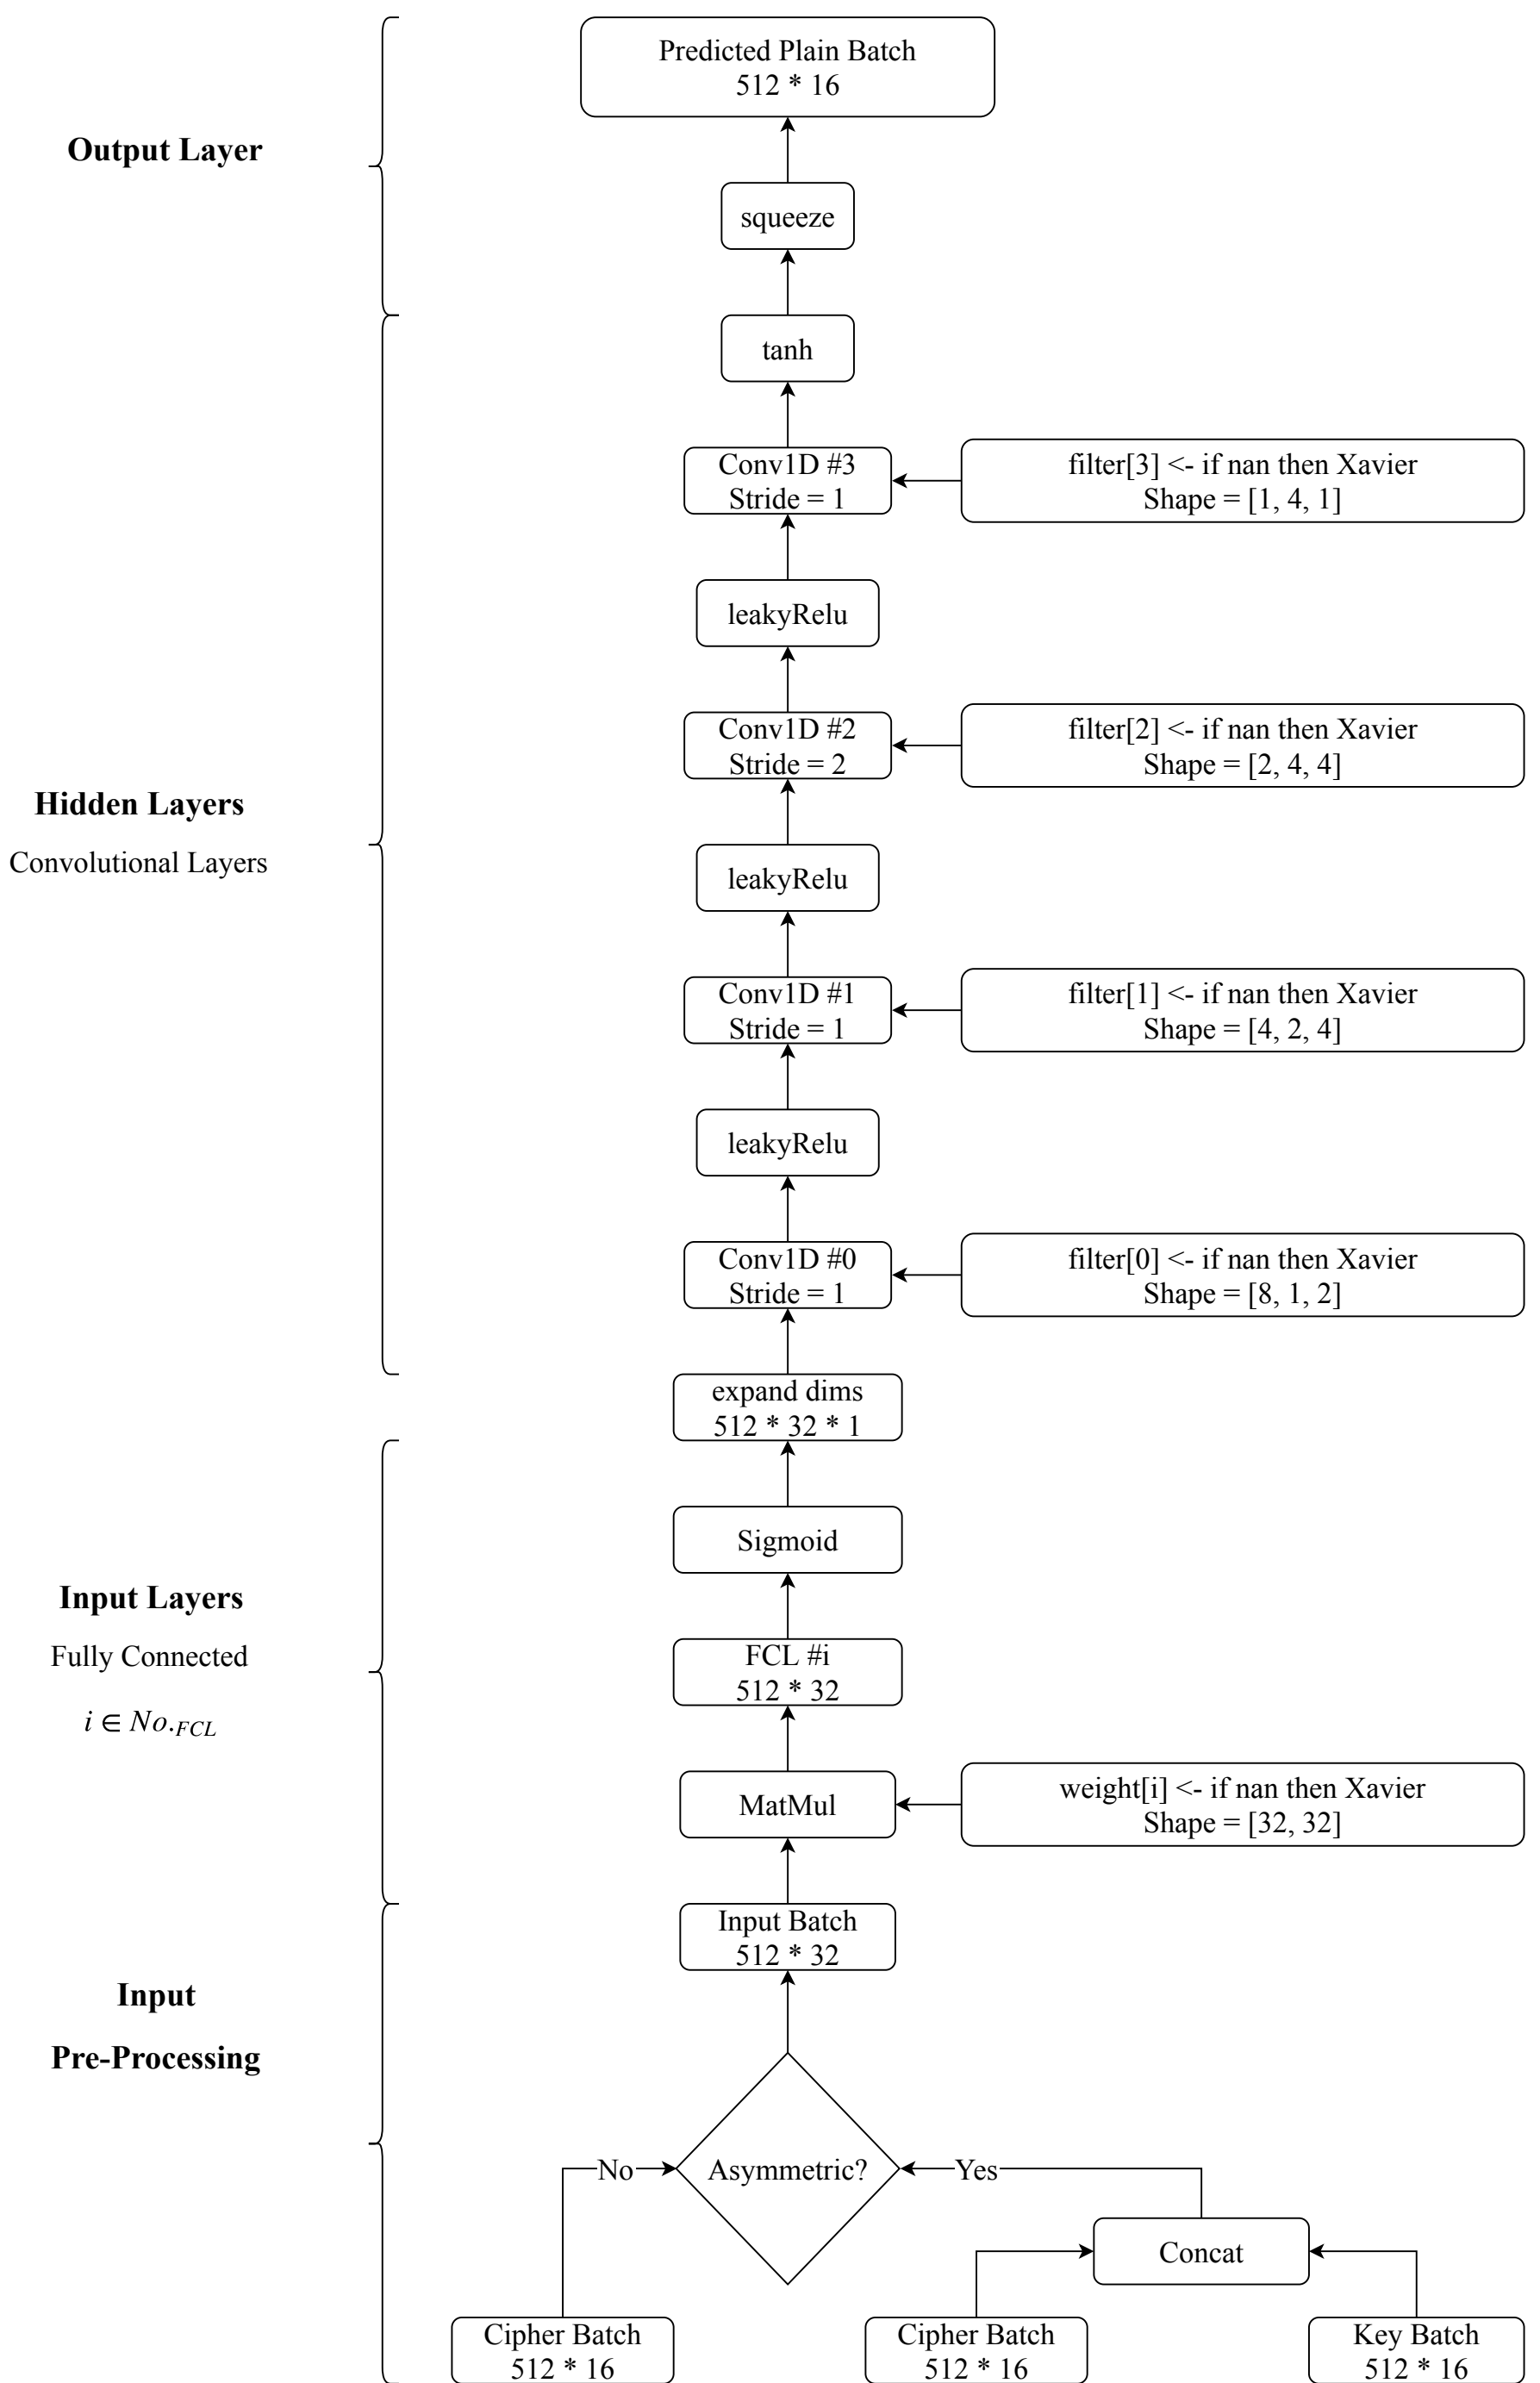 Predicted Plain Batch
512 * 16
Output Layer
squeeze
tanh
Conv1D #3
Stride = 1
filter[3] <- if nan then Xavier
Shape = [1, 4, 1]
leakyRelu
Conv1D #2
Stride = 2
filter[2] <- if nan then Xavier
Shape = [2, 4, 4]
Hidden Layers
Convolutional Layers
leakyRelu
Conv1D #1
Stride = 1
filter[1] <- if nan then Xavier
Shape = [4, 2, 4]
leakyRelu
Conv1D #0
Stride = 1
filter[0] <- if nan then Xavier
Shape = [8, 1, 2]
expand dims
512 * 32 * 1
Sigmoid
Input Layers
Fully Connected
i ∈ No.FCL
FCL #i
512 * 32
MatMul
weight[i] <- if nan then Xavier
Shape = [32, 32]
Input Batch
512 * 32
Input
Pre-Processing
No
Asymmetric?
Yes
Concat
Cipher Batch
512 * 16
Cipher Batch
512 * 16
Key Batch
512 * 16